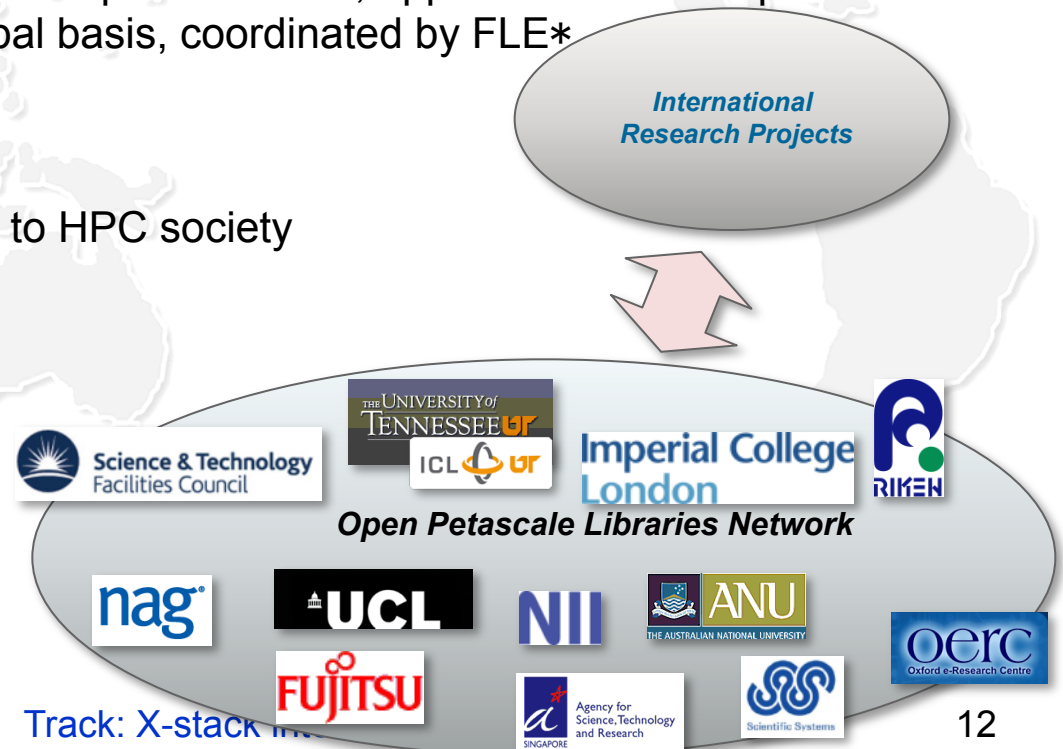 bal basis, coordinated by FLE*
International
Research Projects
to HPC society
THE UNIVERSITY of
TENNESSEE UT
ICL UT
Science & Technology
Facilities Council
Imperial College
London
RIKEN
Open Petascale Libraries Network
nag
UCL
NII
ANU
THE AUSTRALIAN NATIONAL UNIVERSITY
oerc
Oxford e-Research Centre
FUJITSU
Agency for
Science, Technology
and Research
SINGAPORE
Scientific Systems
Track: X-stack
12